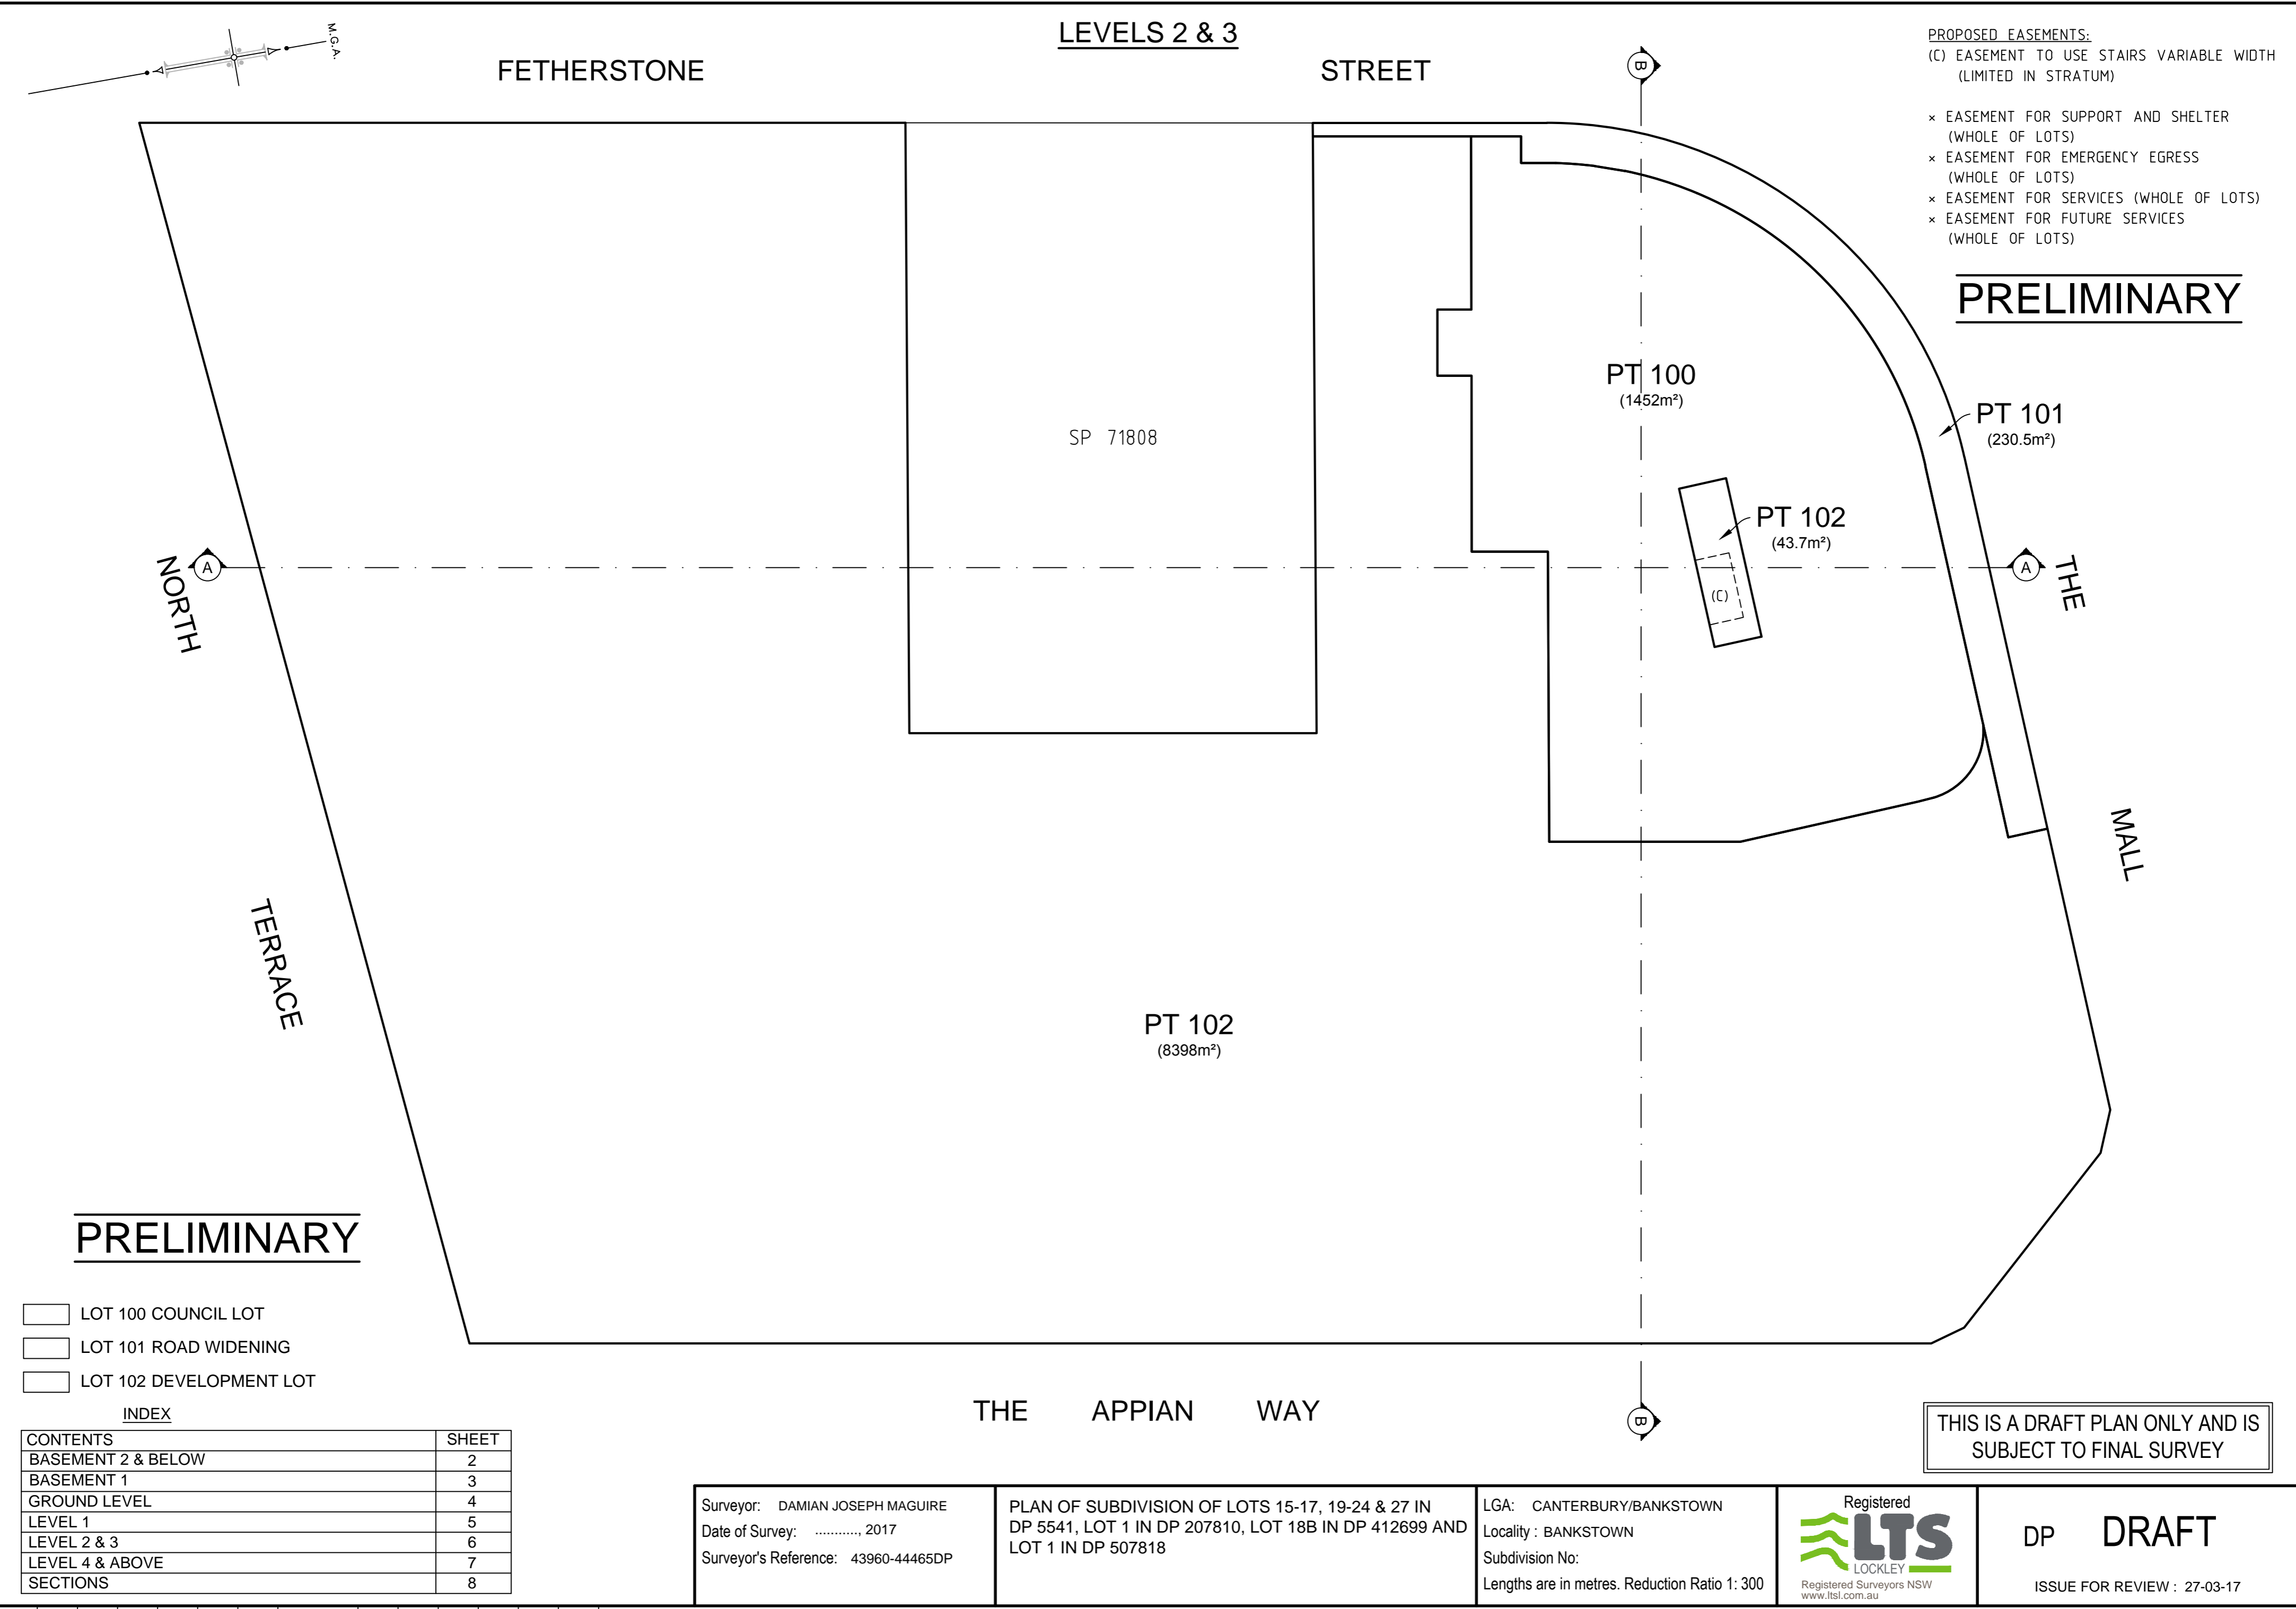 LEVELS 2 & 3
M.G.A.
FETHERSTONE STREET
B
PROPOSED EASEMENTS:
(C) EASEMENT TO USE STAIRS VARIABLE WIDTH
(LIMITED IN STRATUM)
× EASEMENT FOR SUPPORT AND SHELTER
(WHOLE OF LOTS)
× EASEMENT FOR EMERGENCY EGRESS
(WHOLE OF LOTS)
× EASEMENT FOR SERVICES (WHOLE OF LOTS)
× EASEMENT FOR FUTURE SERVICES
(WHOLE OF LOTS)
PRELIMINARY
PT 100
(1452m²)
PT 101
(230.5m²)
SP 71808
PT 102
(43.7m²)
(C)
A
A
NORTH
TERRACE
THE
MALL
PT 102
(8398m²)
PRELIMINARY
LOT 100 COUNCIL LOT
LOT 101 ROAD WIDENING
LOT 102 DEVELOPMENT LOT
INDEX
CONTENTS SHEET
BASEMENT 2 & BELOW 2
BASEMENT 1 3
GROUND LEVEL 4
LEVEL 1 5
LEVEL 2 & 3 6
LEVEL 4 & ABOVE 7
SECTIONS 8
THE APPIAN WAY
B
THIS IS A DRAFT PLAN ONLY AND IS
SUBJECT TO FINAL SURVEY
Surveyor: DAMIAN JOSEPH MAGUIRE
Date of Survey: ..........., 2017
Surveyor's Reference: 43960-44465DP
PLAN OF SUBDIVISION OF LOTS 15-17, 19-24 & 27 IN
DP 5541, LOT 1 IN DP 207810, LOT 18B IN DP 412699 AND
LOT 1 IN DP 507818
LGA: CANTERBURY/BANKSTOWN
Locality : BANKSTOWN
Subdivision No:
Lengths are in metres. Reduction Ratio 1: 300
Registered
LTS
LOCKLEY
Registered Surveyors NSW
www.ltsl.com.au
DP DRAFT
ISSUE FOR REVIEW : 27-03-17